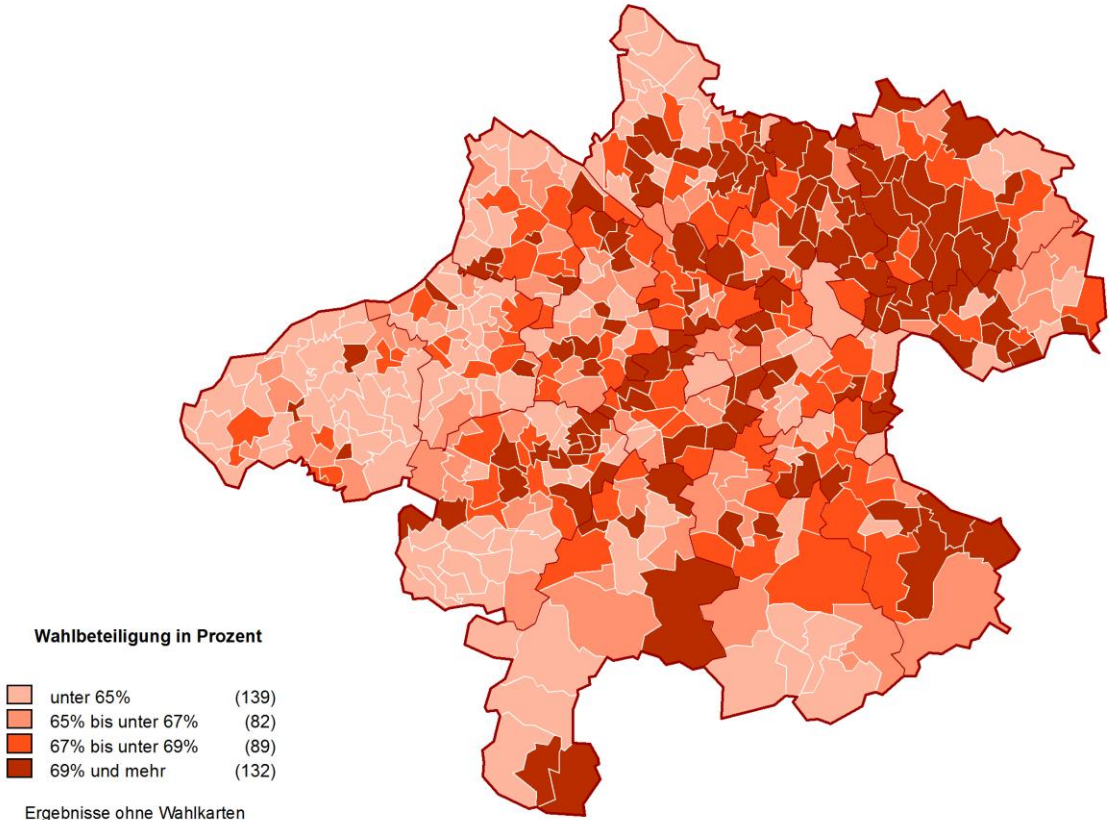 Wahlbeteiligung in Prozent
unter 65% (139)
65% bis unter 67% (82)
67% bis unter 69% (89)
69% und mehr (132)
Ergebnisse ohne Wahlkarten